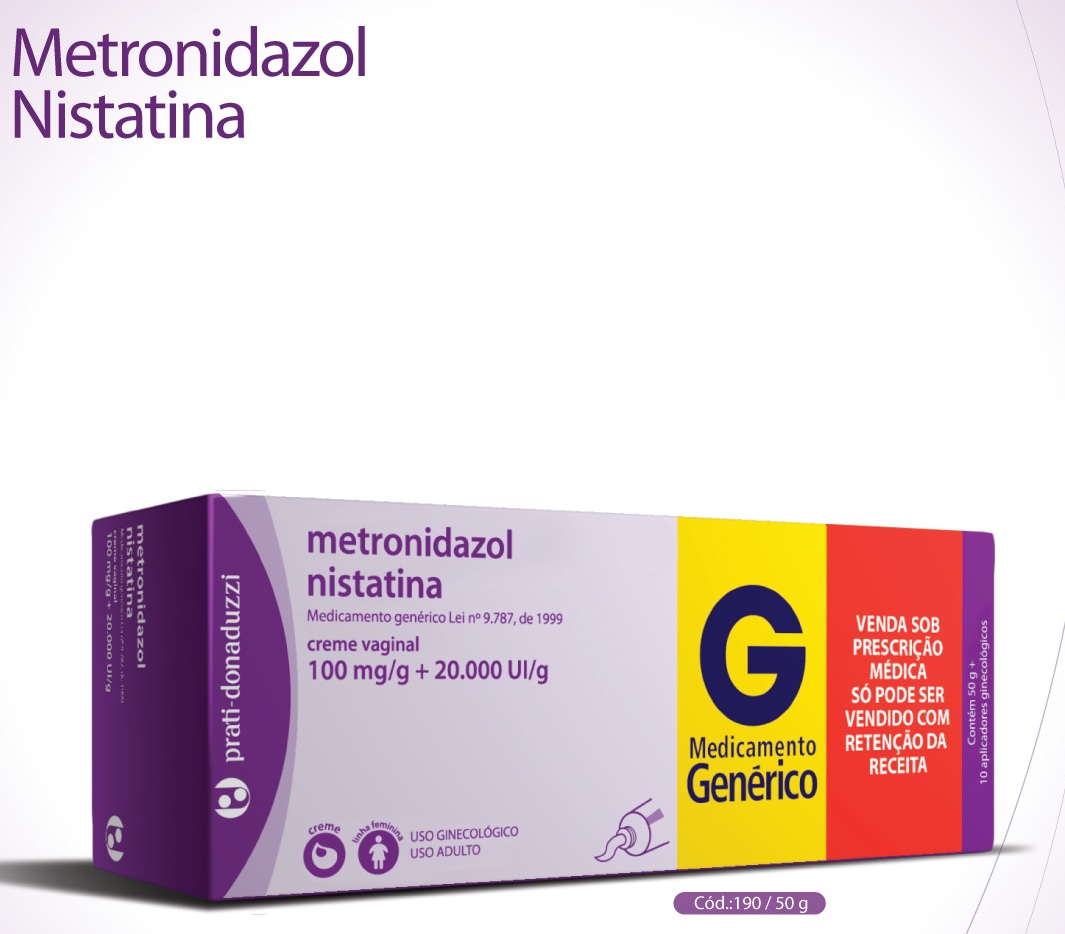 Metronidazol
Nistatina
metronidazol
nistatina
creme vaginal
100 mg/g + 20.000 UI/g
prati-donaduzzi
metronidazol
nistatina
Medicamento genérico Lei nº 9.787, de 1999
creme vaginal
100 mg/g + 20.000 UI/g
creme
linha feminina
USO GINECOLÓGICO
USO ADULTO
G
Medicamento
Genérico
VENDA SOB
PRESCRIÇÃO
MÉDICA
SÓ PODE SER
VENDIDO COM
RETENÇÃO DA
RECEITA
Contém 50 g +
10 aplicadores ginecológicos
Cód.:190 / 50 g